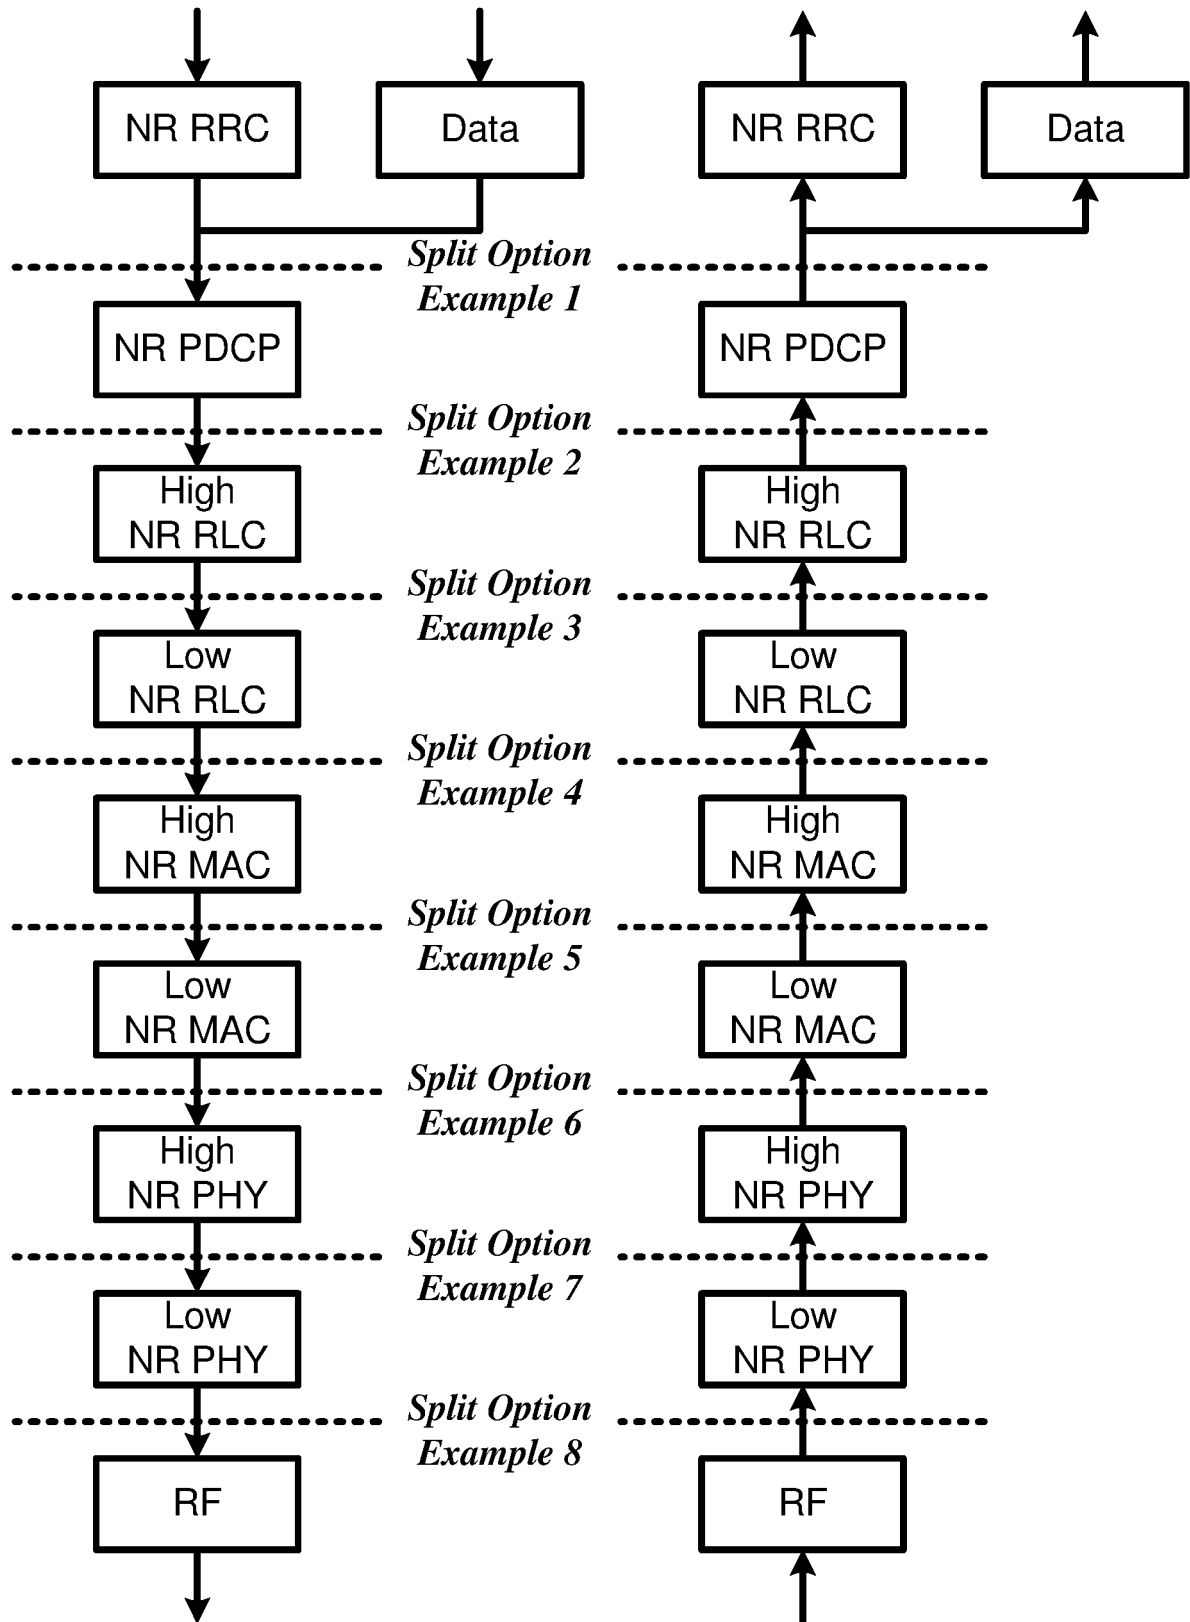 NR RRC
Data
NR RRC
Data
Split Option
Example 1
NR PDCP
NR PDCP
Split Option
Example 2
High
NR RLC
High
NR RLC
Split Option
Example 3
Low
NR RLC
Low
NR RLC
Split Option
Example 4
High
NR MAC
High
NR MAC
Split Option
Example 5
Low
NR MAC
Low
NR MAC
Split Option
Example 6
High
NR PHY
High
NR PHY
Split Option
Example 7
Low
NR PHY
Low
NR PHY
Split Option
Example 8
RF
RF